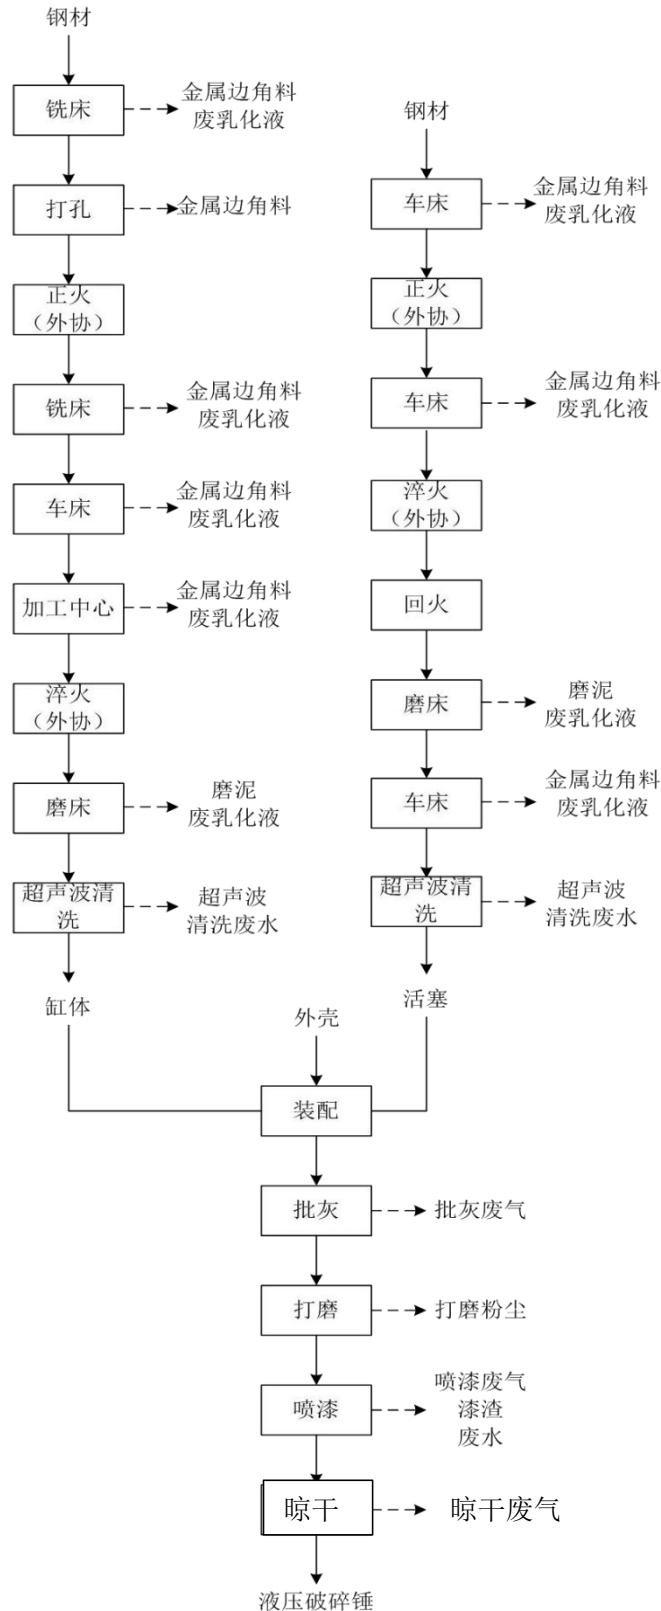 钢材
铣床
金属边角料
废乳化液
打孔
金属边角料
正火
（外协）
铣床
金属边角料
废乳化液
车床
金属边角料
废乳化液
加工中心
金属边角料
废乳化液
淬火
（外协）
磨床
磨泥
废乳化液
超声波清
洗
超声波
清洗废水
缸体
钢材
车床
金属边角料
废乳化液
正火
（外协）
车床
金属边角料
废乳化液
淬火
（外协）
回火
磨床
磨泥
废乳化液
车床
金属边角料
废乳化液
超声波清
洗
超声波
清洗废水
活塞
外壳
装配
批灰
批灰废气
打磨
打磨粉尘
喷漆
喷漆废气
漆渣
废水
晾干
晾干废气
液压破碎锤